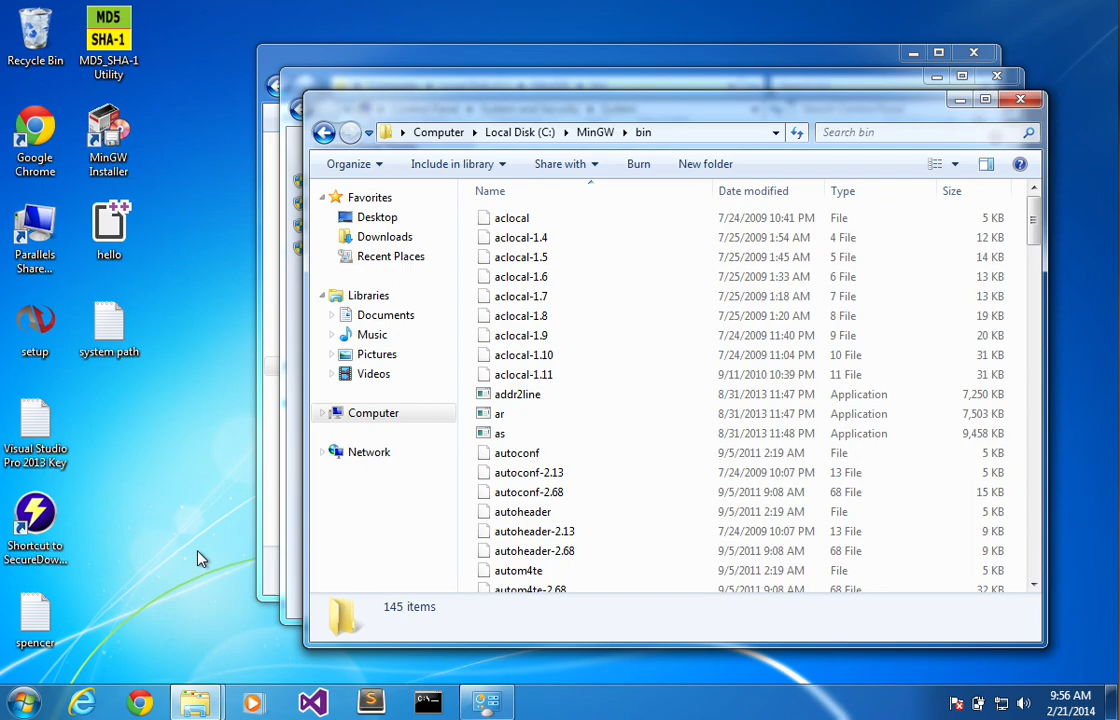 Recycle Bin
MD5
SHA-1
MD5_SHA-1
Utility
Google
Chrome
MinGW
Installer
Parallels
Share...
hello
setup
system path
Visual Studio
Pro 2013 Key
Shortcut to
SecureDow...
spencer
Computer
Local Disk (C:)
MinGW
bin
Search bin
Organize
Include in library
Share with
Burn
New folder
Favorites
Desktop
Downloads
Recent Places
Libraries
Documents
Music
Pictures
Videos
Computer
Network
Name Date modified Type Size
aclocal 7/24/2009 10:41 PM File 5 KB
aclocal-1.4 7/25/2009 1:54 AM 4 File 12 KB
aclocal-1.5 7/25/2009 1:45 AM 5 File 14 KB
aclocal-1.6 7/25/2009 1:33 AM 6 File 13 KB
aclocal-1.7 7/25/2009 1:18 AM 7 File 13 KB
aclocal-1.8 7/25/2009 1:20 AM 8 File 19 KB
aclocal-1.9 7/24/2009 11:40 PM 9 File 20 KB
aclocal-1.10 7/24/2009 11:04 PM 10 File 31 KB
aclocal-1.11 9/11/2010 10:39 PM 11 File 31 KB
addr2line 8/31/2013 11:47 PM Application 7,250 KB
ar 8/31/2013 11:47 PM Application 7,503 KB
as 8/31/2013 11:48 PM Application 9,458 KB
autoconf 9/5/2011 2:19 AM File 5 KB
autoconf-2.13 7/24/2009 10:07 PM 13 File 5 KB
autoconf-2.68 9/5/2011 9:08 AM 68 File 15 KB
autoheader 9/5/2011 2:19 AM File 5 KB
autoheader-2.13 7/24/2009 10:07 PM 13 File 9 KB
autoheader-2.68 9/5/2011 9:08 AM 68 File 9 KB
autom4te 9/5/2011 2:19 AM File 5 KB
autom4te-2.68 9/5/2011 9:08 AM 68 File 32 KB
145 items
9:56 AM
2/21/2014